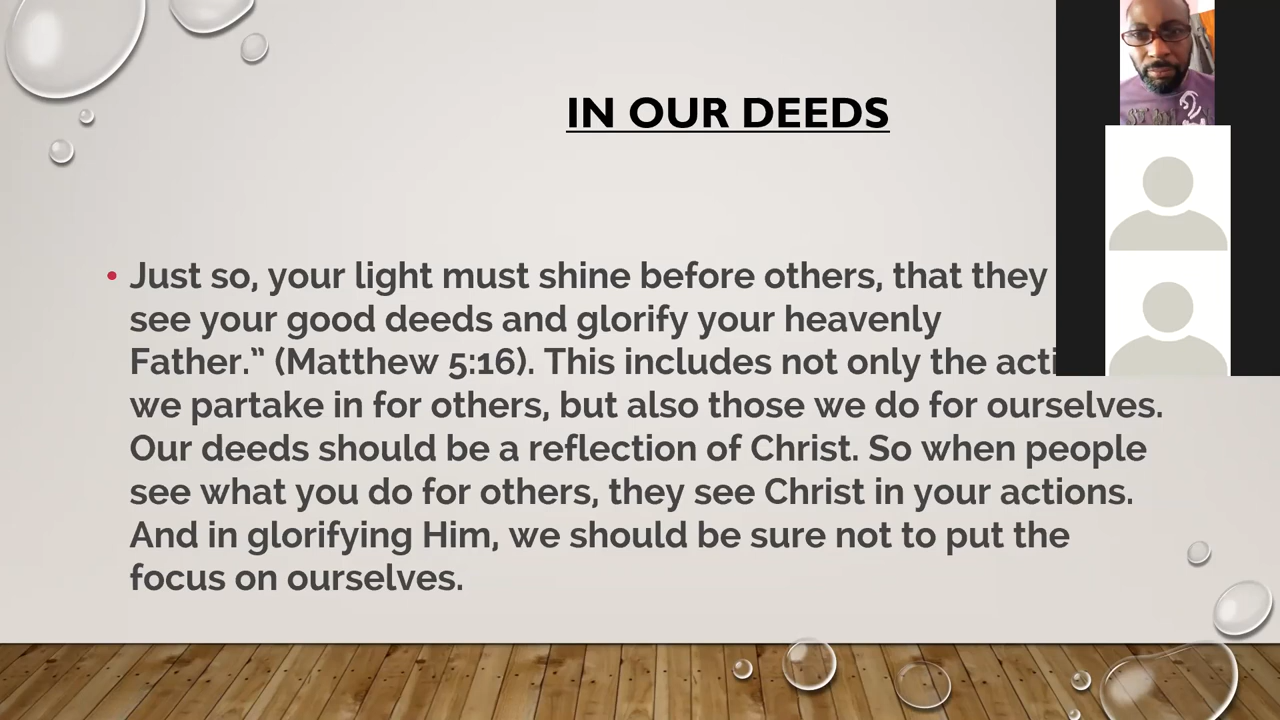 IN OUR DEEDS
• Just so, your light must shine before others, that they
see your good deeds and glorify your heavenly
Father.” (Matthew 5:16). This includes not only the
we partake in for others, but also those we do for ourselves.
Our deeds should be a reflection of Christ. So when people
see what you do for others, they see Christ in your actions.
And in glorifying Him, we should be sure not to put the
focus on ourselves.